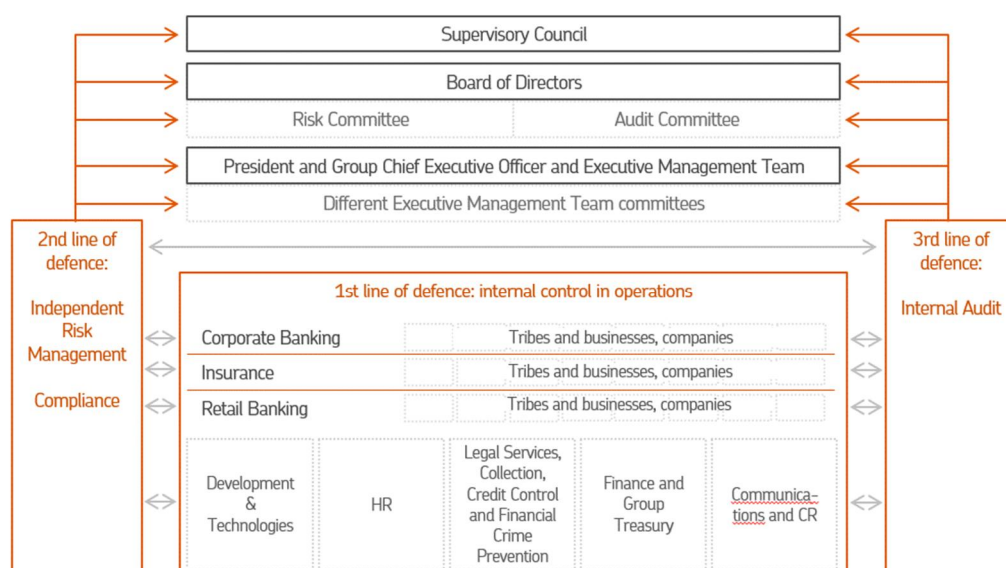 Supervisory Council
Board of Directors
Risk Committee
Audit Committee
President and Group Chief Executive Officer and Executive Management Team
Different Executive Management Team committees
2nd line of
defence:
Independent
Risk
Management
Compliance
3rd line of
defence:
Internal Audit
1st line of defence: internal control in operations
Corporate Banking
Tribes and businesses, companies
Insurance
Tribes and businesses, companies
Retail Banking
Tribes and businesses, companies
Development
&
Technologies
HR
Legal Services,
Collection,
Credit Control
and Financial
Crime
Prevention
Finance and
Group
Treasury
Communica-
tions and CR